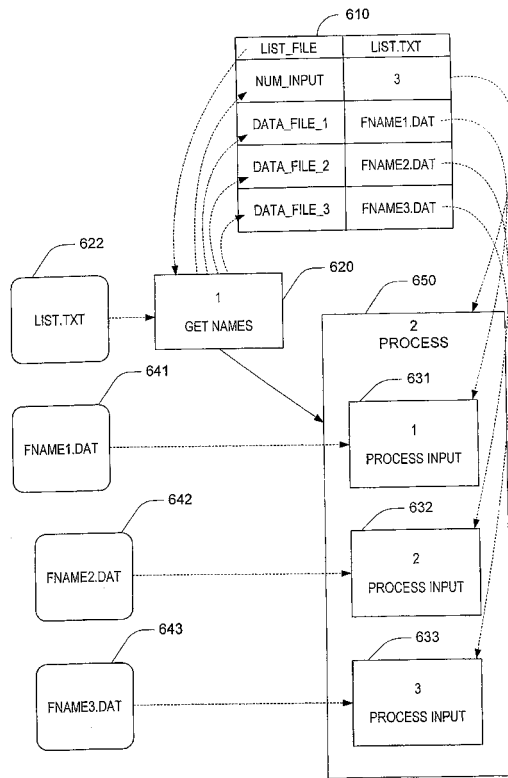 610
LIST_FILE LIST.TXT
NUM_INPUT 3
DATA_FILE_1 FNAME1.DAT
DATA_FILE_2 FNAME2.DAT
DATA_FILE_3 FNAME3.DAT
622
LIST.TXT
620
1
GET NAMES
650
2
PROCESS
641
FNAME1.DAT
631
1
PROCESS INPUT
642
FNAME2.DAT
632
2
PROCESS INPUT
643
FNAME3.DAT
633
3
PROCESS INPUT